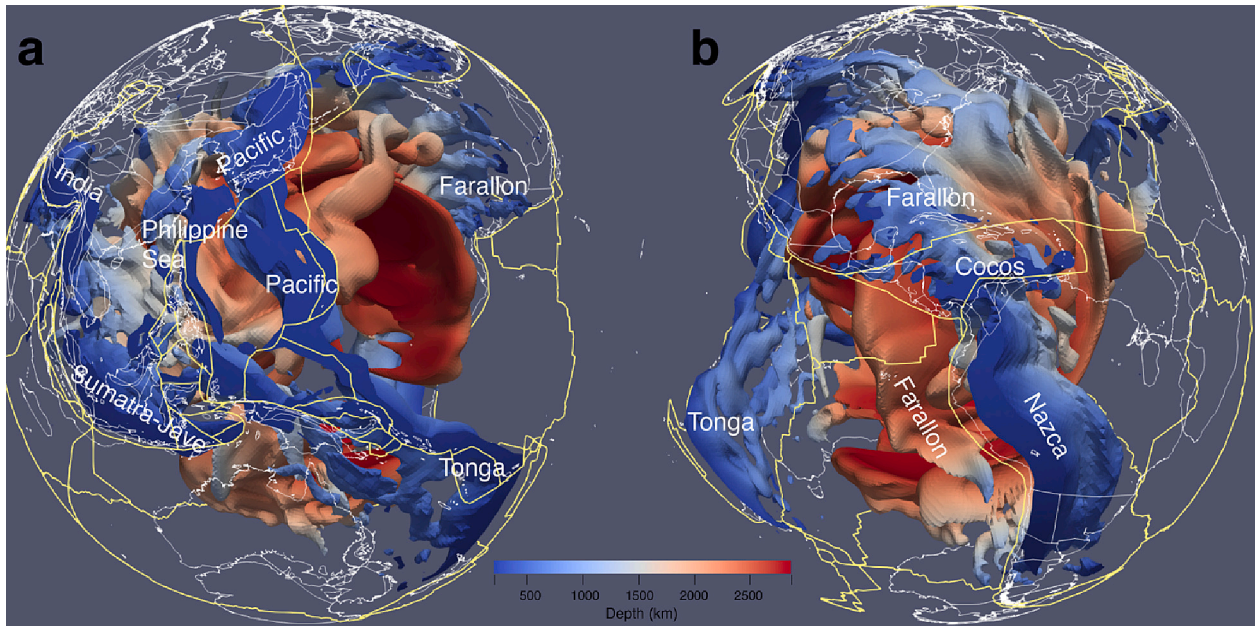 a
b
Pacific
India
Farallon
Philippine
Sea
Pacific
Sumatra-Jave
Tonga
Farallon
Cocos
Farallon
Nazca
Tonga
500 1000 1500 2000 2500
Depth (km)